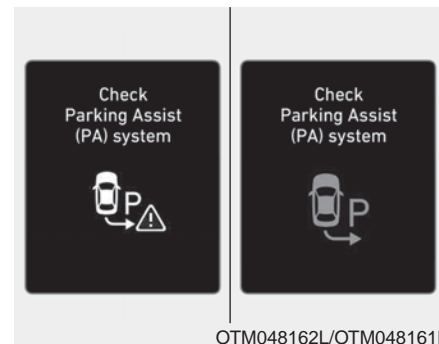 Check
Parking Assist
(PA) system
P
Check
Parking Assist
(PA) system
P
OTM048162L/OTM048161